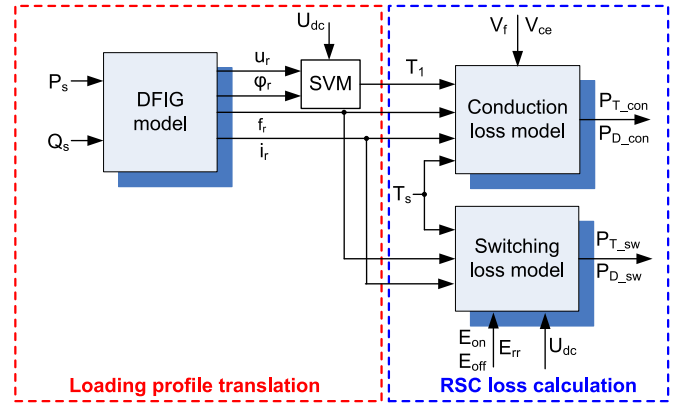 U_dc
V_f V_ce
P_s
Q_s
DFIG
model
u_r
φ_r
f_r
i_r
SVM
T_1
Conduction
loss model
P_T_con
P_D_con
T_s
Switching
loss model
P_T_sw
P_D_sw
E_on
E_off
E_rr
U_dc
Loading profile translation
RSC loss calculation